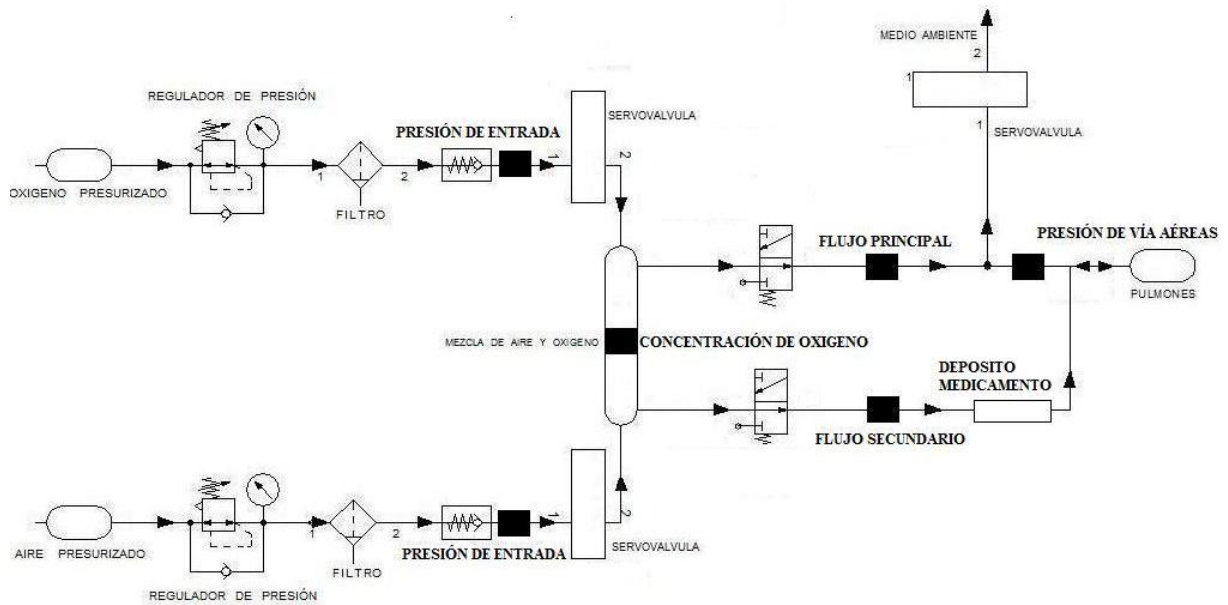 MEDIO AMBIENTE
2
1
1
SERVOVALVULA
REGULADOR DE PRESIÓN
PRESIÓN DE ENTRADA
SERVOVALVULA
1
2
1
2
OXIGENO PRESURIZADO
FILTRO
FLUJO PRINCIPAL
PRESIÓN DE VÍA AÉREAS
PULMONES
MEZCLA DE AIRE Y OXIGENO
CONCENTRACIÓN DE OXIGENO
DEPOSITO
MEDICAMENTO
FLUJO SECUNDARIO
1
2
1
2
AIRE PRESURIZADO
FILTRO
PRESIÓN DE ENTRADA
SERVOVALVULA
REGULADOR DE PRESIÓN